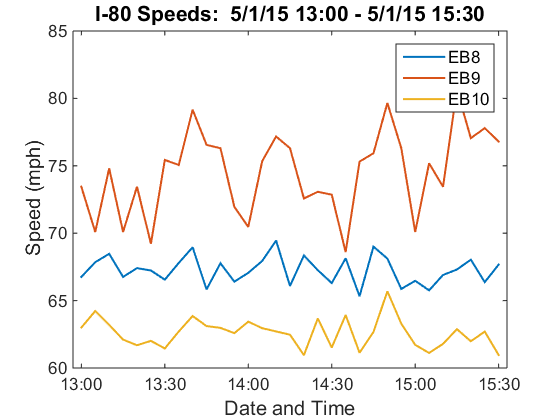 I-80 Speeds:  5/1/15 13:00 - 5/1/15 15:30
85
80
75
70
65
60
Speed (mph)
EB8
EB9
EB10
13:00 13:30 14:00 14:30 15:00 15:30
Date and Time